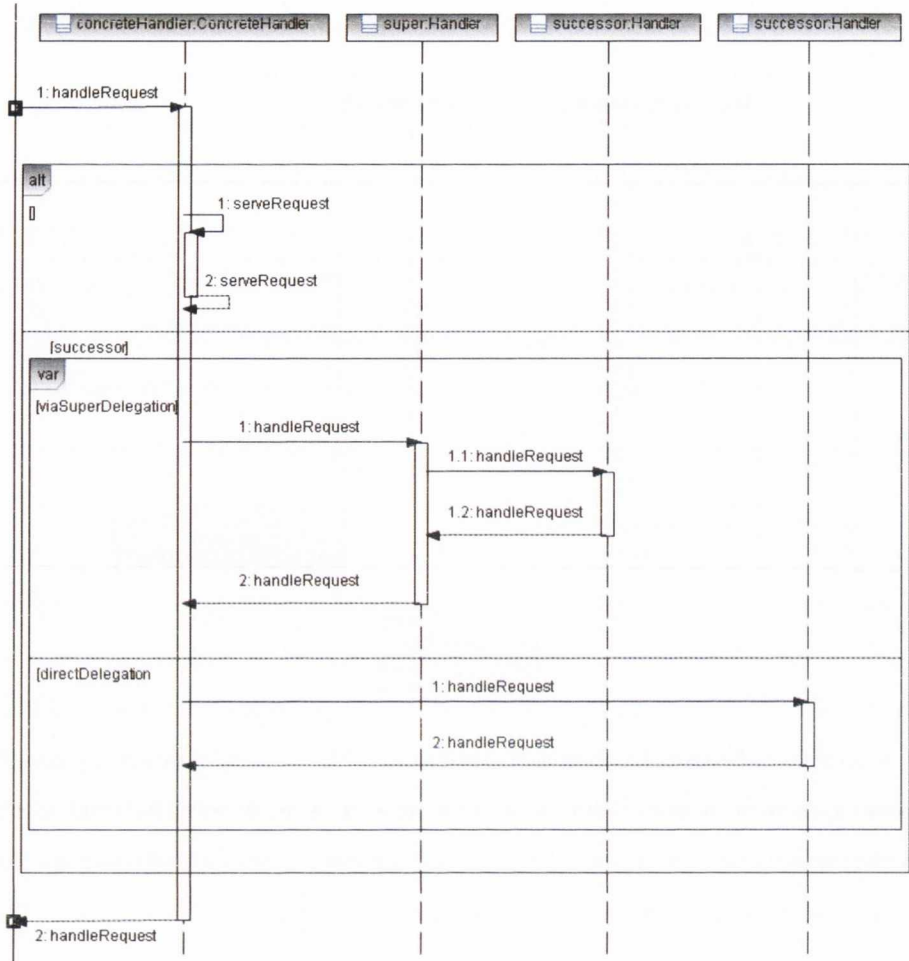 concreteHandler:ConcreteHandler super:Handler successor:Handler successor:Handler
1: handleRequest
alt
[]
1: serveRequest
2: serveRequest
[successor]
var
[viaSuperDelegation]
1: handleRequest
1.1: handleRequest
1.2: handleRequest
2: handleRequest
[directDelegation
1: handleRequest
2: handleRequest
2: handleRequest